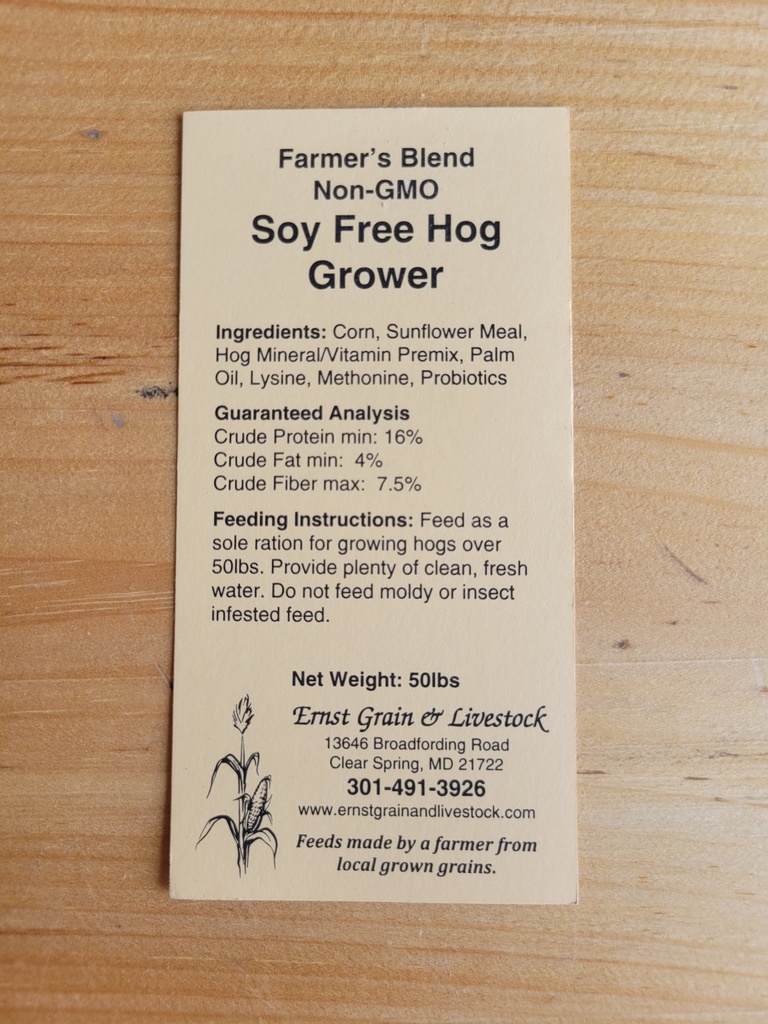 Farmer's Blend
Non-GMO
Soy Free Hog
Grower
Ingredients: Corn, Sunflower Meal,
Hog Mineral/Vitamin Premix, Palm
Oil, Lysine, Methonine, Probiotics
Guaranteed Analysis
Crude Protein min: 16%
Crude Fat min: 4%
Crude Fiber max: 7.5%
Feeding Instructions: Feed as a
sole ration for growing hogs over
50lbs. Provide plenty of clean, fresh
water. Do not feed moldy or insect
infested feed.
Net Weight: 50lbs
Ernst Grain & Livestock
13646 Broadfording Road
Clear Spring, MD 21722
301-491-3926
www.ernstgrainandlivestock.com
Feeds made by a farmer from
local grown grains.